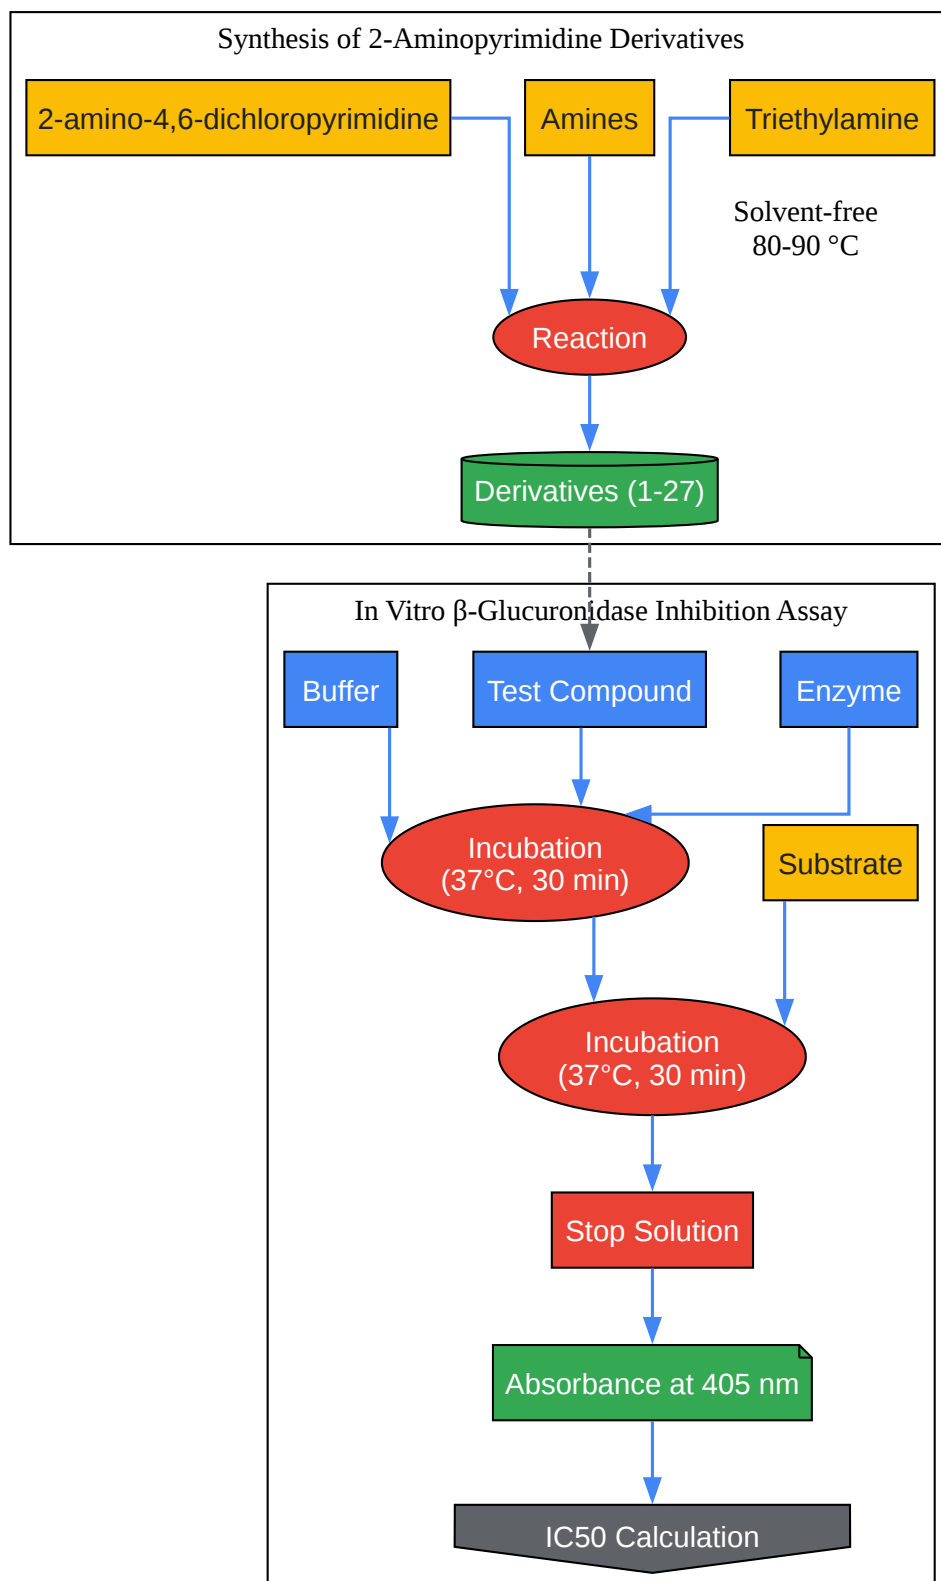 Synthesis of 2-Aminopyrimidine Derivatives
2-amino-4,6-dichloropyrimidine
Amines
Triethylamine
Solvent-free
80-90 °C
Reaction
Derivatives (1-27)
In Vitro β-Glucuronidase Inhibition Assay
Buffer
Test Compound
Enzyme
Incubation
(37°C, 30 min)
Substrate
Incubation
(37°C, 30 min)
Stop Solution
Absorbance at 405 nm
IC50 Calculation